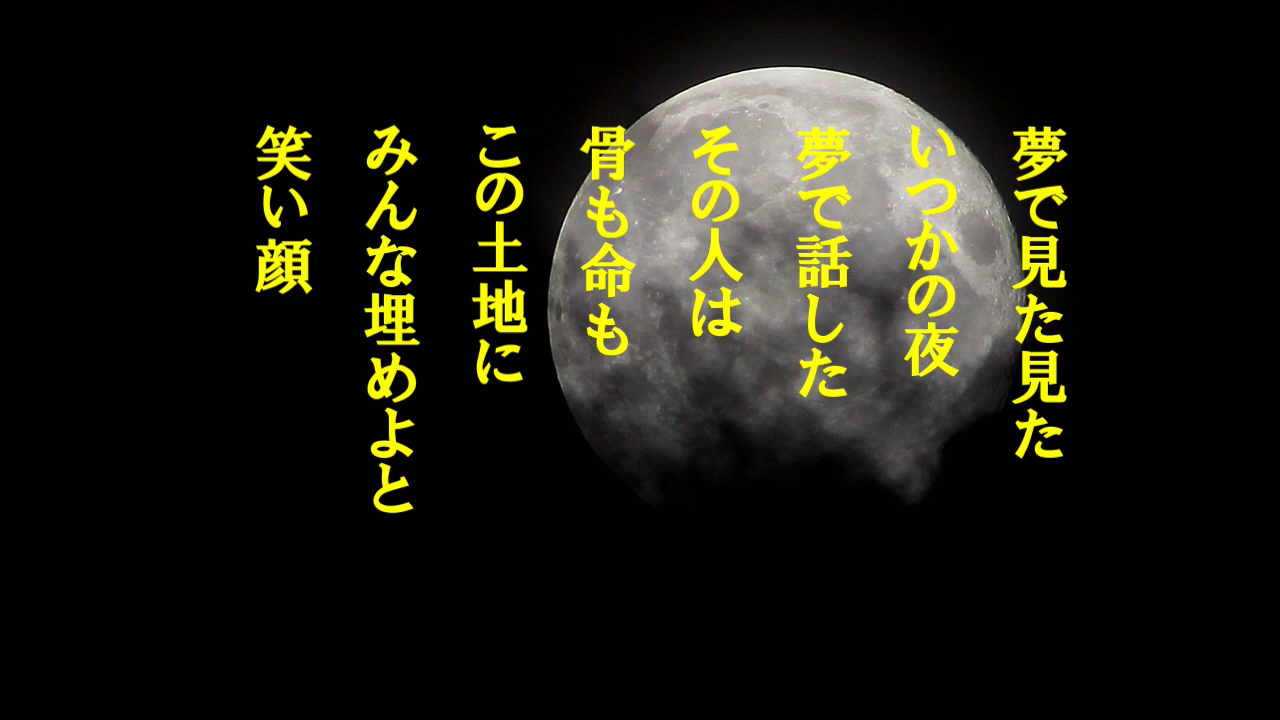 夢で見た見た
いつかの夜
夢で話した
その人は
骨も命も
この土地に
みんな埋めよと
笑い顔